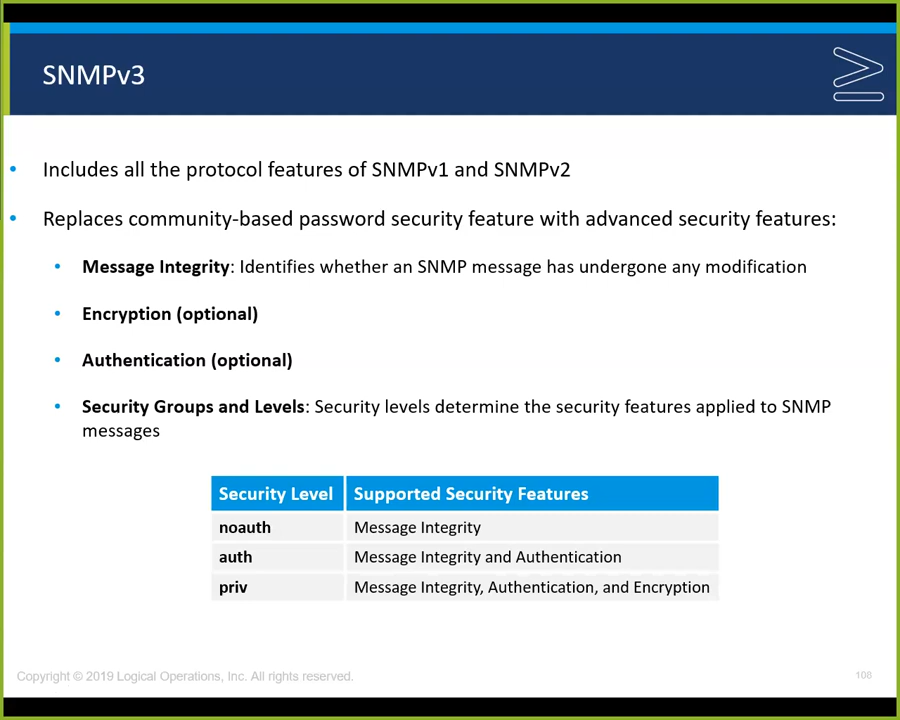 SNMPv3
• Includes all the protocol features of SNMPv1 and SNMPv2
• Replaces community-based password security feature with advanced security features:
• Message Integrity: Identifies whether an SNMP message has undergone any modification
• Encryption (optional)
• Authentication (optional)
• Security Groups and Levels: Security levels determine the security features applied to SNMP
messages
Security Level Supported Security Features
noauth Message Integrity
auth Message Integrity and Authentication
priv Message Integrity, Authentication, and Encryption
Copyright © 2019 Logical Operations, Inc. All rights reserved. 108